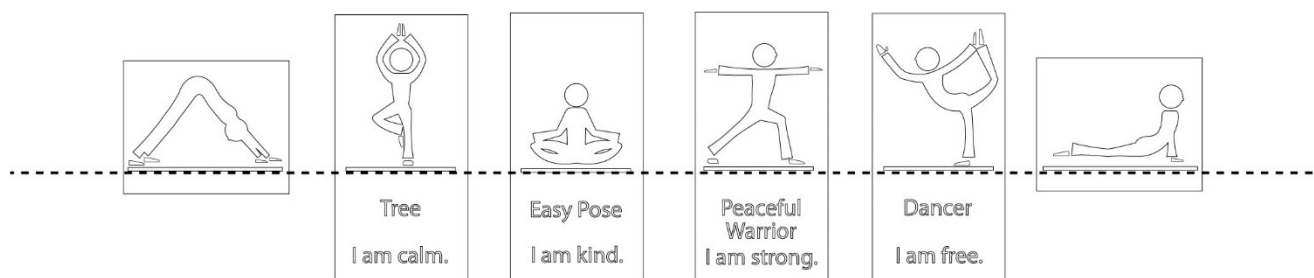 Tree
I am calm.
Easy Pose
I am kind.
Peaceful
Warrior
I am strong.
Dancer
I am free.